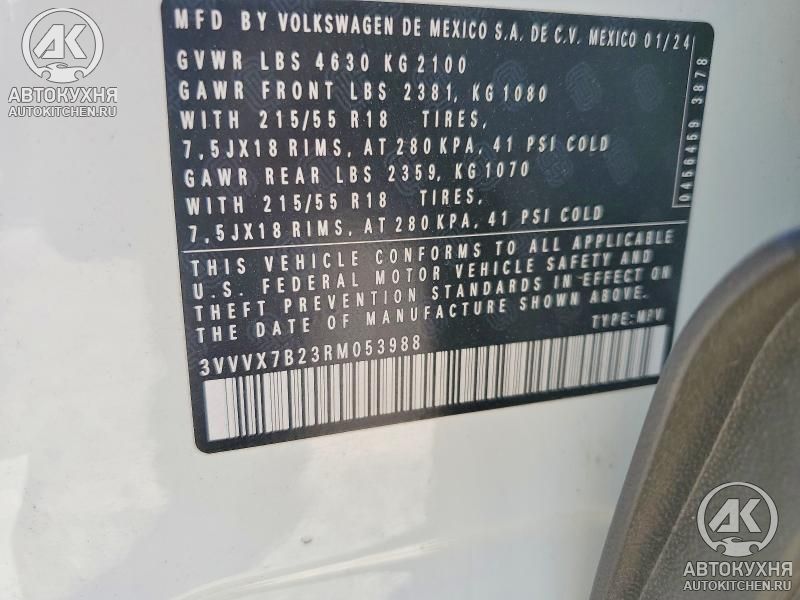 MFD BY VOLKSWAGEN DE MEXICO S.A. DE C.V. MEXICO 01/24
GVWR LBS 4630 KG 2100
GAWR FRONT LBS 2381, KG 1080
WITH 215/55 R18 TIRES,
7,5JX18 RIMS, AT 280 KPA, 41 PSI COLD
GAWR REAR LBS 2359, KG 1070
WITH 215/55 R18 TIRES,
7,5JX18 RIMS, AT 280 KPA, 41 PSI COLD
THIS VEHICLE CONFORMS TO ALL APPLICABLE
U.S. FEDERAL MOTOR VEHICLE SAFETY AND
THEFT PREVENTION STANDARDS IN EFFECT ON
THE DATE OF MANUFACTURE SHOWN ABOVE.
TYPE: MPV
3VVVX7B23RM053988
0456459 3878
АК
АВТОКУХНЯ
AUTOKITCHEN.RU
АК
АВТОКУХНЯ
AUTOKITCHEN.RU